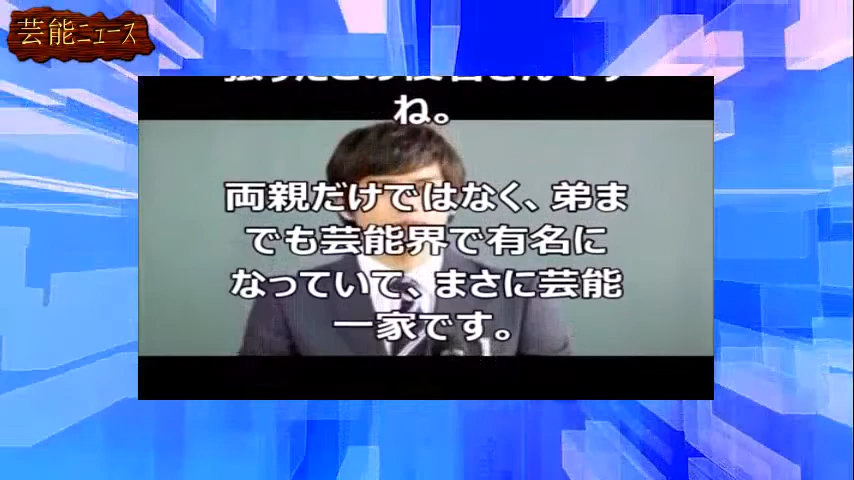 芸能ニュース
ね。
両親だけではなく、弟ま
でも芸能界で有名に
なっていて、まさに芸能
一家です。